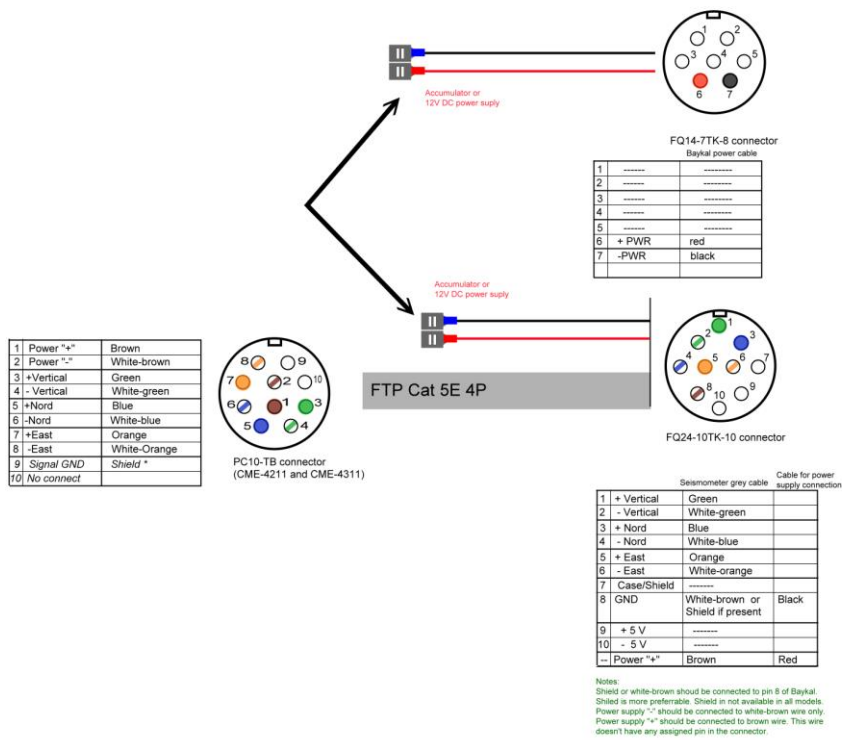 1 2
3 4 5
6 7
Accumulator or
12V DC power suply
FQ14-7TK-8 connector
Baykal power cable
1 ------ --------
2 ------ --------
3 ------ --------
4 ------ --------
5 ------ --------
6 + PWR red
7 -PWR black
Accumulator or
12V DC power suply
FTP Cat 5E 4P
1
2 3
4 5 6 7
8 9
10
FQ24-10TK-10 connector
1 Power "+" Brown
2 Power "-" White-brown
3 +Vertical Green
4 - Vertical White-green
5 +Nord Blue
6 -Nord White-blue
7 +East Orange
8 -East White-Orange
9 Signal GND Shield *
10 No connect
8 9
7 2 10
6 1 3
5 4
PC10-TB connector
(CME-4211 and CME-4311)
Seismometer grey cable
Cable for power
supply connection
1 + Vertical Green
2 - Vertical White-green
3 + Nord Blue
4 - Nord White-blue
5 + East Orange
6 - East White-orange
7 Case/Shield -------
8 GND White-brown or Black
Shield if present
9 + 5 V -------
10 - 5 V -------
-- Power "+" Brown Red
Notes:
Shield or white-brown shoud be connected to pin 8 of Baykal.
Shiled is more preferrable. Shield in not available in all models.
Power supply "-" should be connected to white-brown wire only.
Power supply "+" should be connected to brown wire. This wire
doesn't have any assigned pin in the connector.